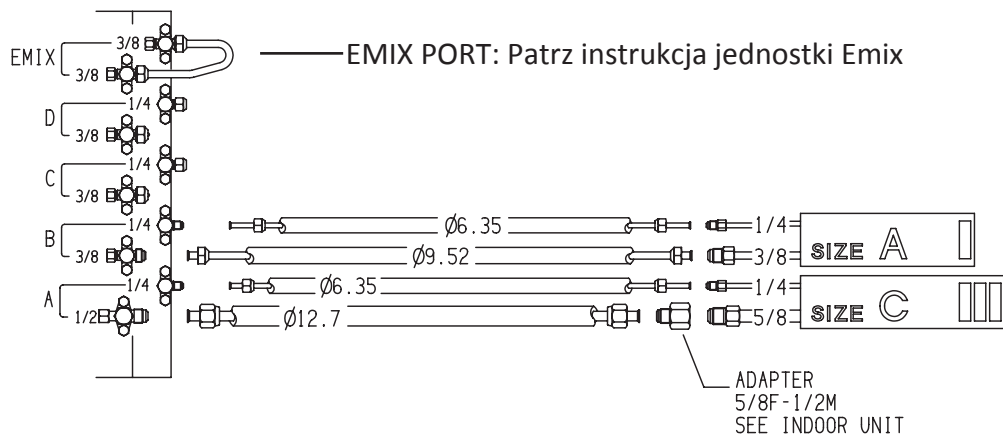 3/8
EMIX
EMIX PORT: Patrz instrukcja jednostki Emix
3/8
1/4
D
3/8
1/4
C
3/8
1/4
Ø6.35
1/4
B
SIZE A I
3/8
Ø9.52
3/8
1/4
Ø6.35
1/4
A
SIZE C III
1/2
Ø12.7
5/8
ADAPTER
5/8F-1/2M
SEE INDOOR UNIT